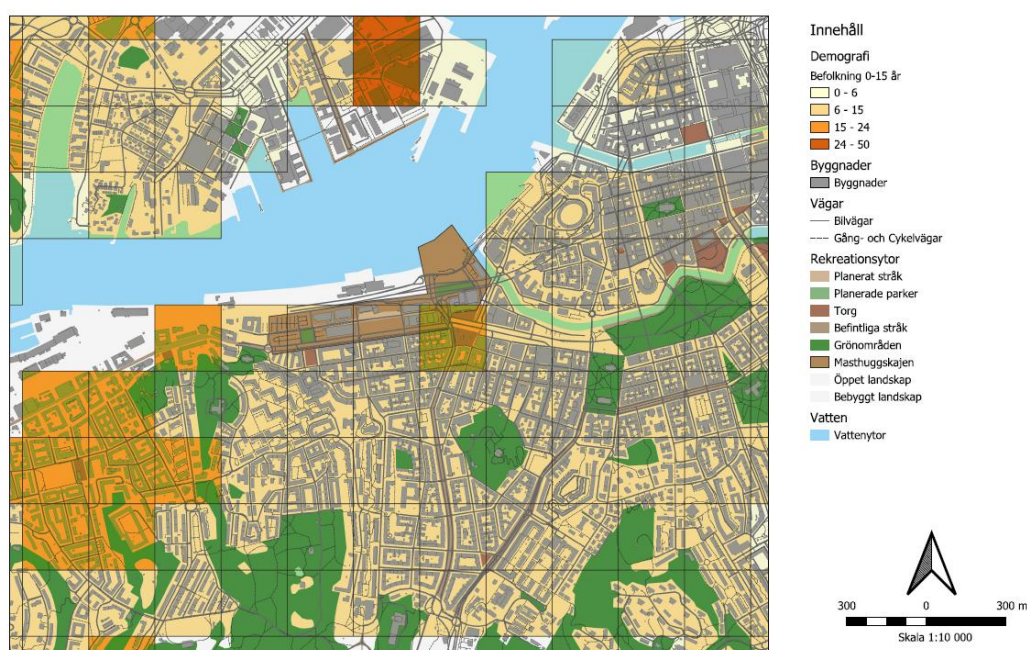 Innehåll
Demografi
Befolkning 0-15 år
0 - 6
6 - 15
15 - 24
24 - 50
Byggnader
Byggnader
Vägar
Bilvägar
Gång- och Cykelvägar
Rekreationsytor
Planerat stråk
Planerade parker
Torg
Befintliga stråk
Grönområden
Masthuggskajen
Öppet landskap
Bebyggt landskap
Vatten
Vattenytor
300 0 300 m
Skala 1:10 000